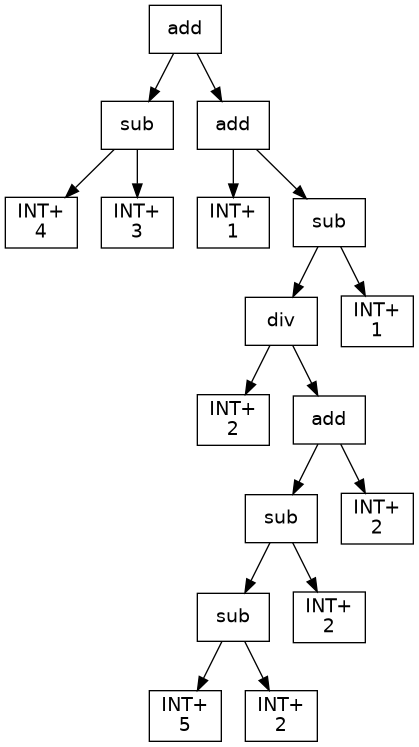 add
sub
add
INT+
4
INT+
3
INT+
1
sub
div
INT+
1
INT+
2
add
sub
INT+
2
sub
INT+
2
INT+
5
INT+
2